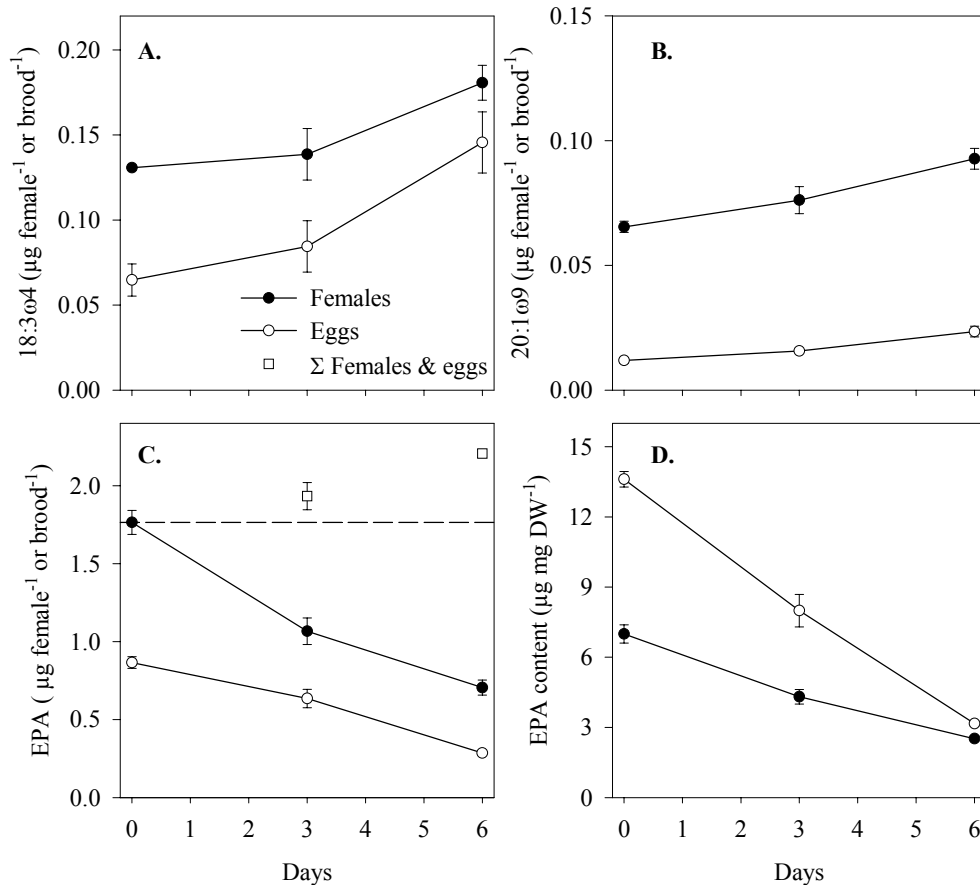 A.
18:3ω4 (µg female⁻¹ or brood⁻¹)
0.20
0.15
0.10
0.05
0.00
Females
Eggs
Σ Females & eggs
B.
20:1ω9 (µg female⁻¹ or brood⁻¹)
0.15
0.10
0.05
0.00
C.
EPA ( µg female⁻¹ or brood⁻¹)
2.0
1.5
1.0
0.5
0.0
0 1 2 3 4 5 6
Days
D.
EPA content (µg mg DW⁻¹)
15
12
9
6
3
0
0 1 2 3 4 5 6
Days